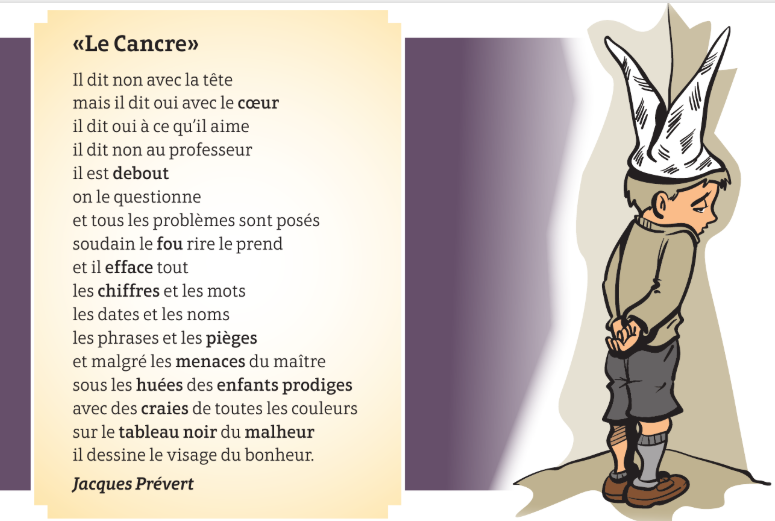 «Le Cancre»
Il dit non avec la tête
mais il dit oui avec le cœur
il dit oui à ce qu'il aime
il dit non au professeur
il est debout
on le questionne
et tous les problèmes sont posés
soudain le fou rire le prend
et il efface tout
les chiffres et les mots
les dates et les noms
les phrases et les pièges
et malgré les menaces du maître
sous les huées des enfants prodiges
avec des craies de toutes les couleurs
sur le tableau noir du malheur
il dessine le visage du bonheur.
Jacques Prévert